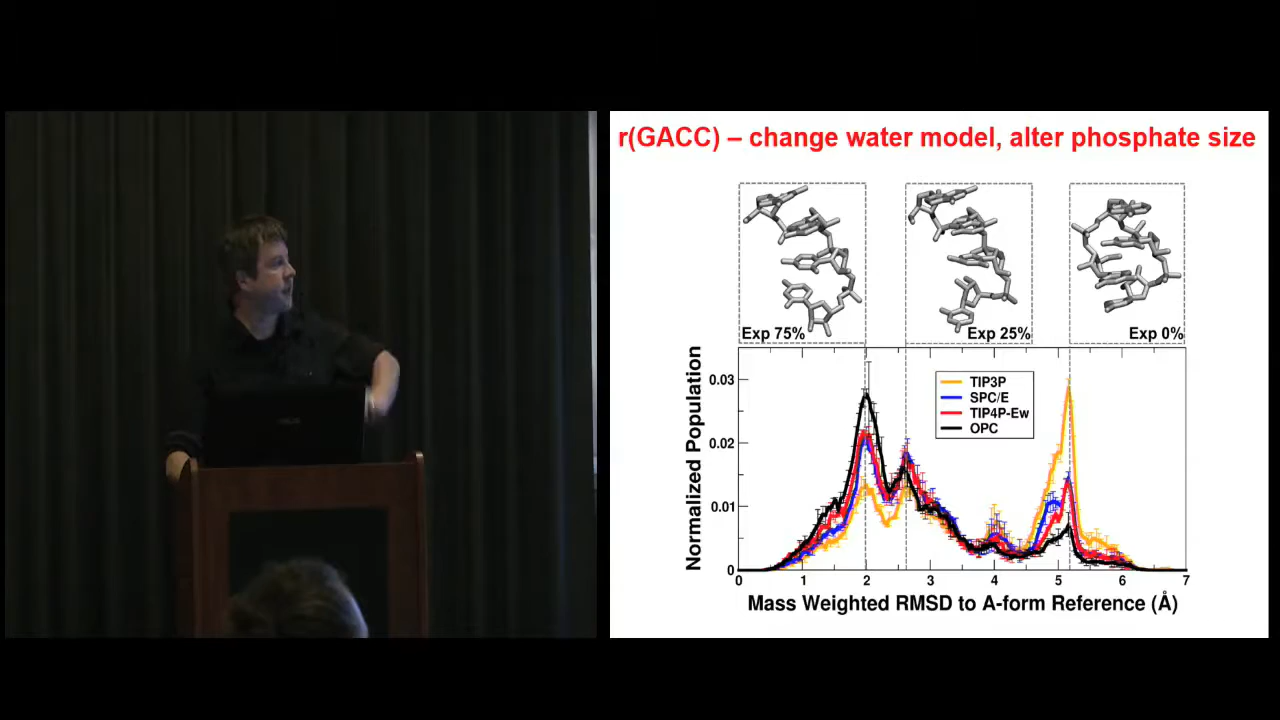 r(GACC) – change water model, alter phosphate size
Exp 75%
Exp 25%
Exp 0%
Normalized Population
0.03
0.02
0.01
0
TIP3P
SPC/E
TIP4P-Ew
OPC
0 1 2 3 4 5 6 7
Mass Weighted RMSD to A-form Reference (Å)